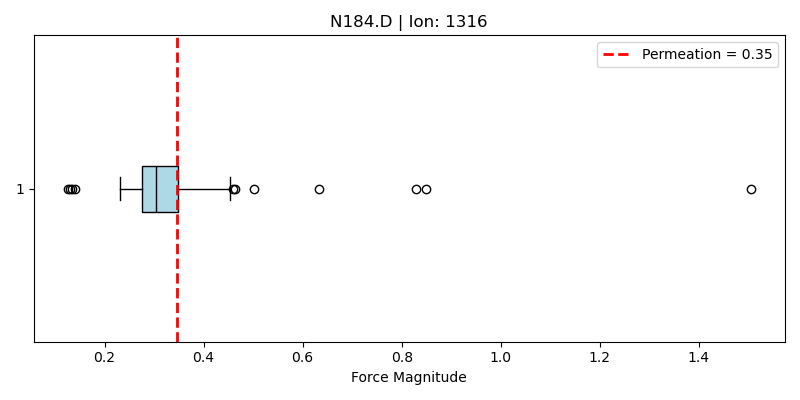 N184.D | Ion: 1316
Permeation = 0.35
1
0.2 0.4 0.6 0.8 1.0 1.2 1.4
Force Magnitude